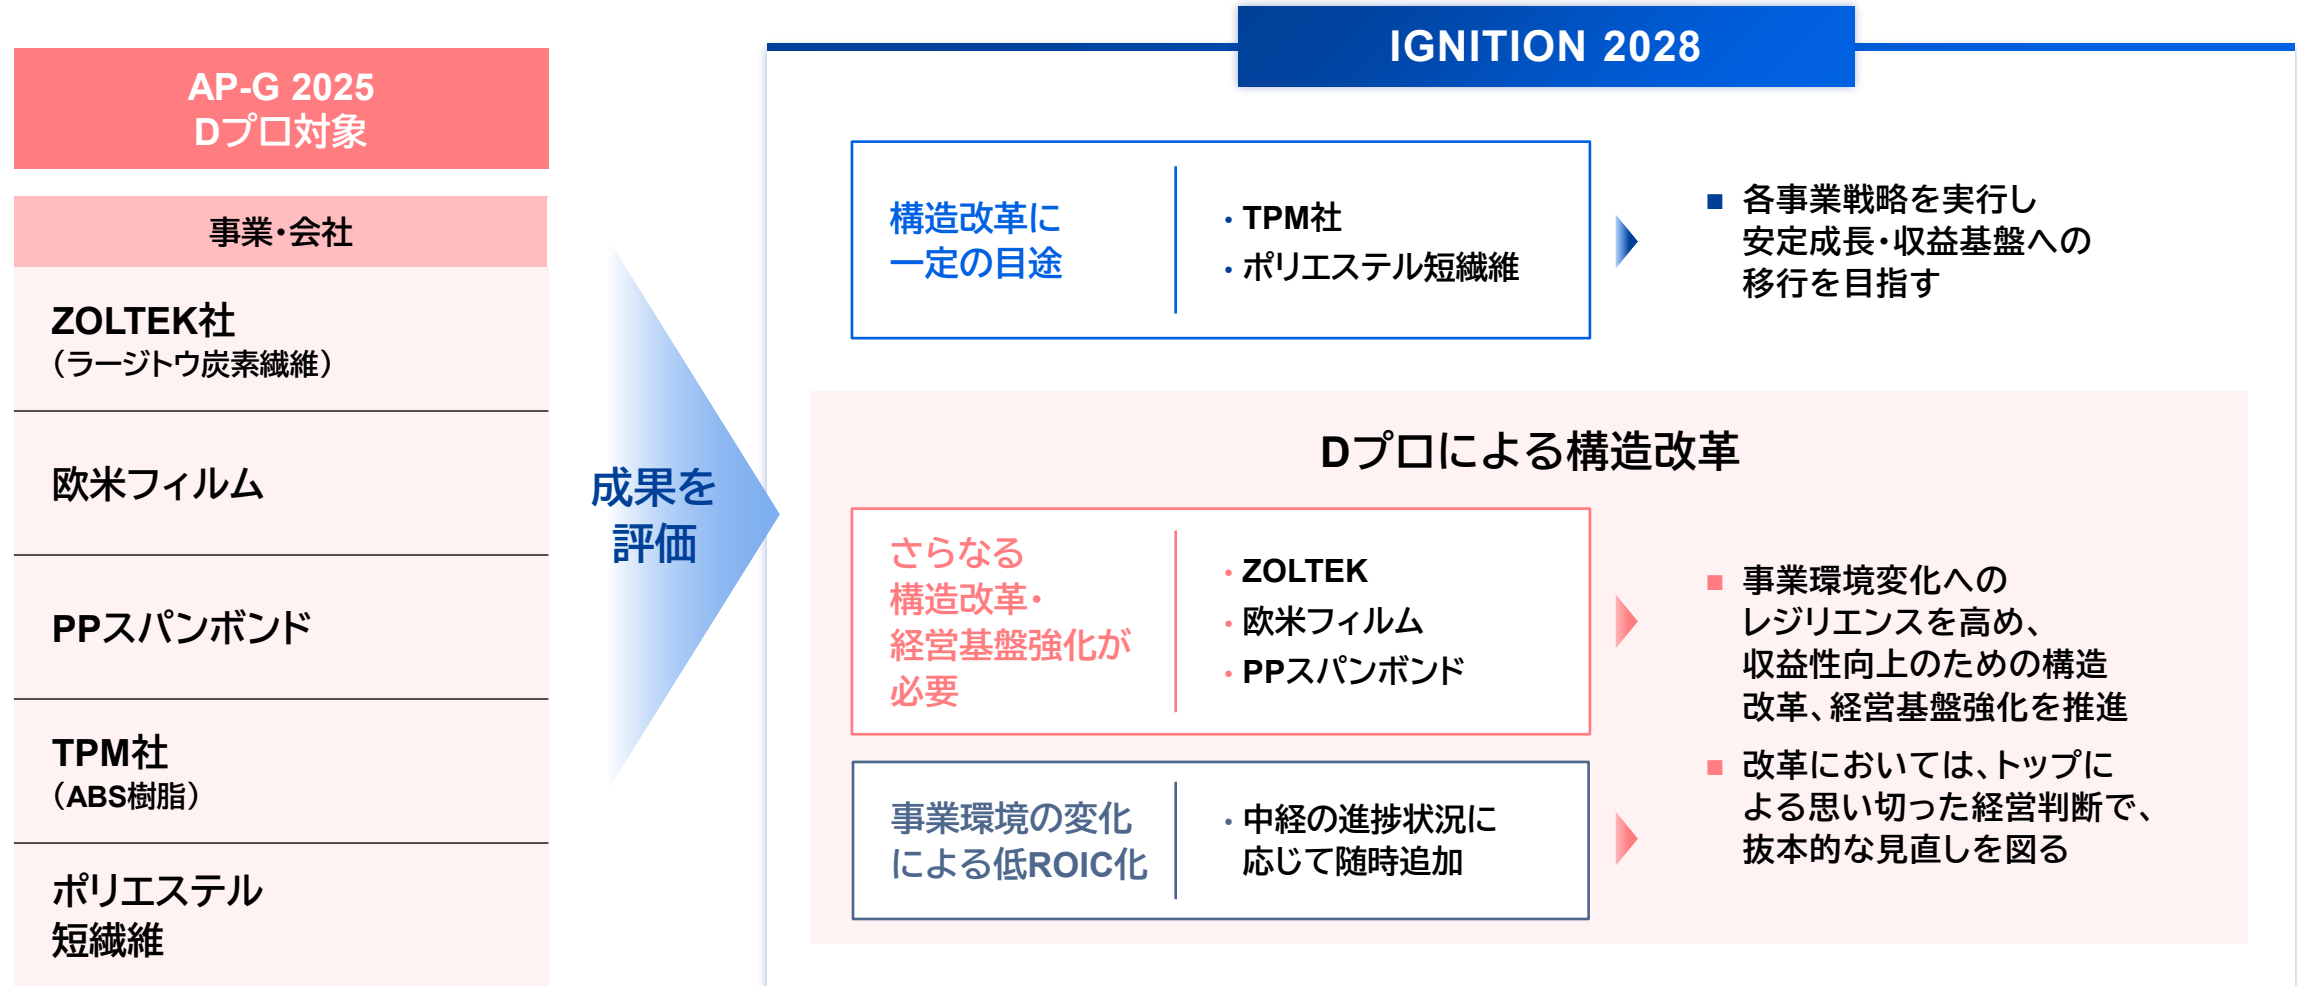 AP-G 2025
Dプロ対象
事業・会社
ZOLTEK社
（ラージトウ炭素繊維）
欧米フィルム
PPスパンボンド
TPM社
（ABS樹脂）
ポリエステル
短繊維
成果を
評価
IGNITION 2028
構造改革に
一定の目途
・TPM社
・ポリエステル短繊維
■ 各事業戦略を実行し
安定成長・収益基盤への
移行を目指す
Dプロによる構造改革
さらなる
構造改革・
経営基盤強化が
必要
・ZOLTEK
・欧米フィルム
・PPスパンボンド
■ 事業環境変化への
レジリエンスを高め、
収益性向上のための構造
改革、経営基盤強化を推進
事業環境の変化
による低ROIC化
・中経の進捗状況に
応じて随時追加
■ 改革においては、トップに
よる思い切った経営判断で、
抜本的な見直しを図る